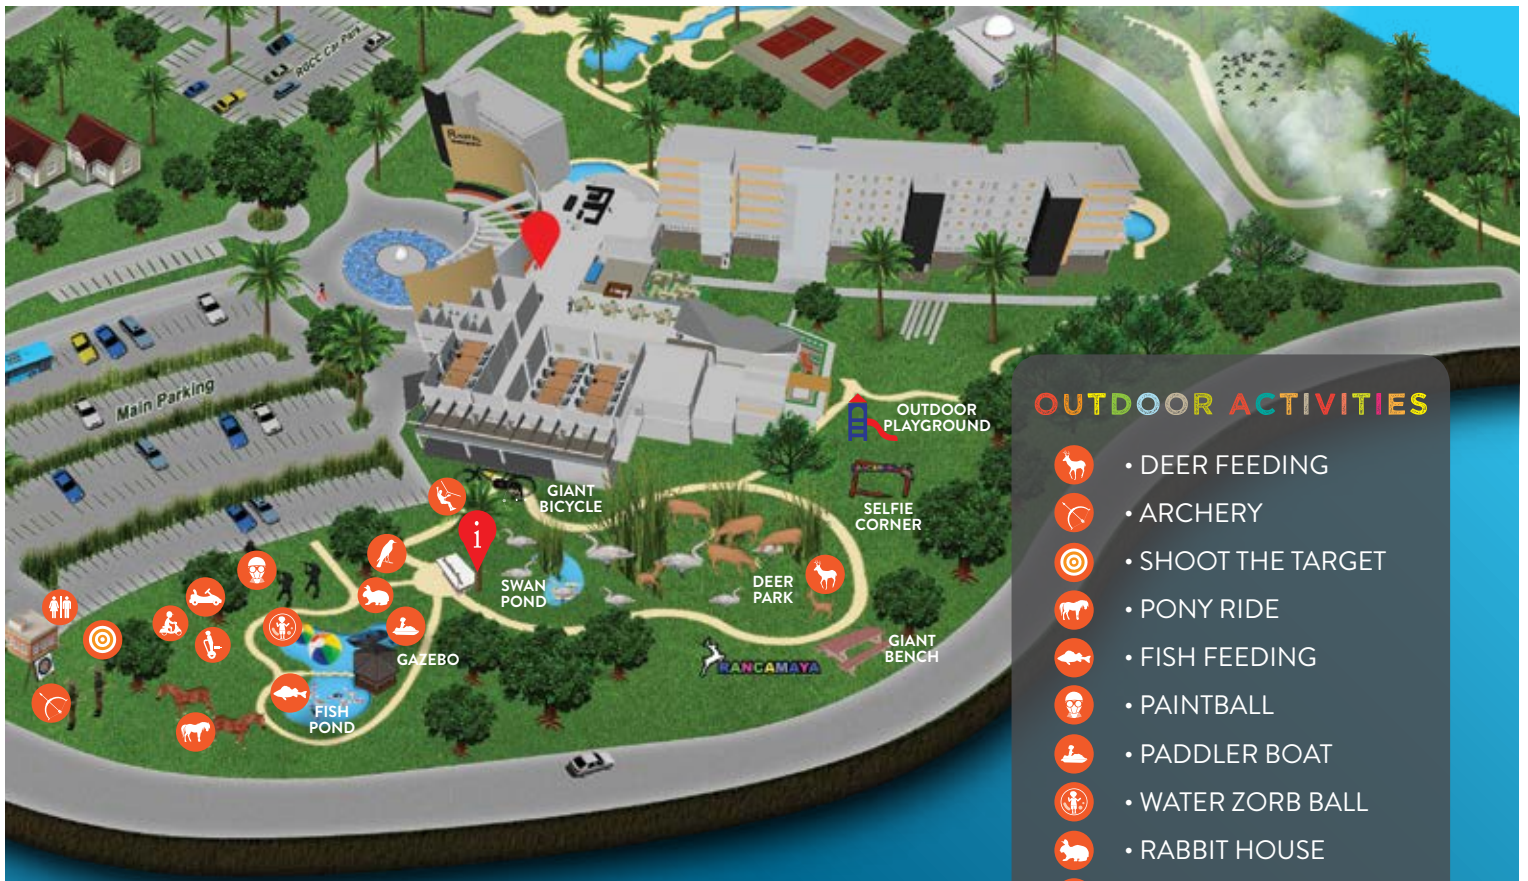 RGCC Car Park
Main Parking
OUTDOOR
PLAYGROUND
GIANT
BICYCLE
SELFIE
CORNER
i
SWAN
POND
DEER
PARK
GAZEBO
GIANT
BENCH
RANCAMAYA
FISH
POND
OUTDOOR ACTIVITIES
• DEER FEEDING
• ARCHERY
• SHOOT THE TARGET
• PONY RIDE
• FISH FEEDING
• PAINTBALL
• PADDLER BOAT
• WATER ZORB BALL
• RABBIT HOUSE